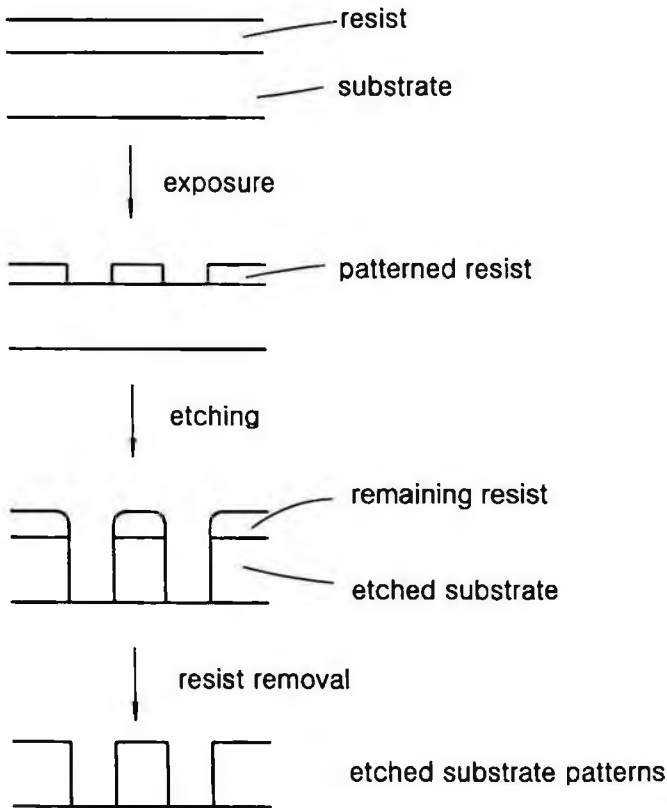 resist
substrate
exposure
patterned resist
etching
remaining resist
etched substrate
resist removal
etched substrate patterns